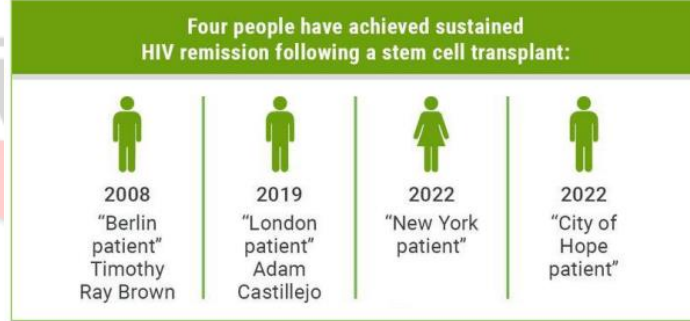 Four people have achieved sustained
HIV remission following a stem cell transplant:
2008
“Berlin
patient”
Timothy
Ray Brown
2019
“London
patient”
Adam
Castillejo
2022
“New York
patient”
2022
“City of
Hope
patient”